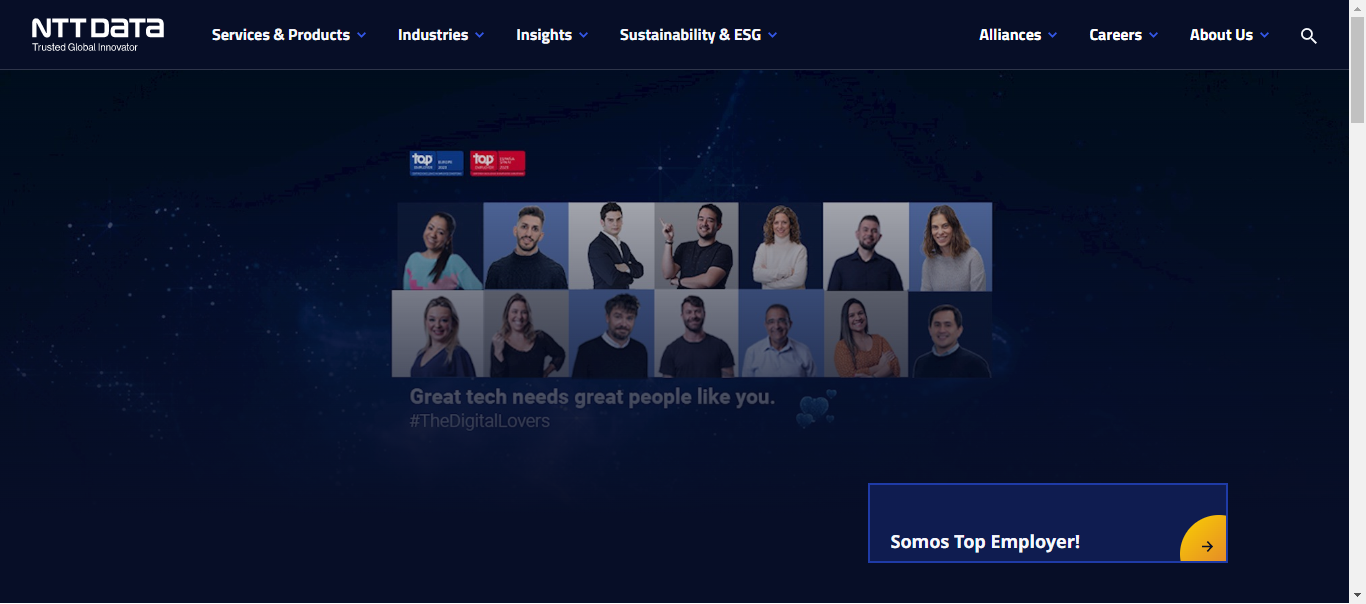 NTT DATA
Trusted Global Innovator
Services & Products
Industries
Insights
Sustainability & ESG
Alliances
Careers
About Us
top
top
Great tech needs great people like you.
#TheDigitalLovers
Somos Top Employer!